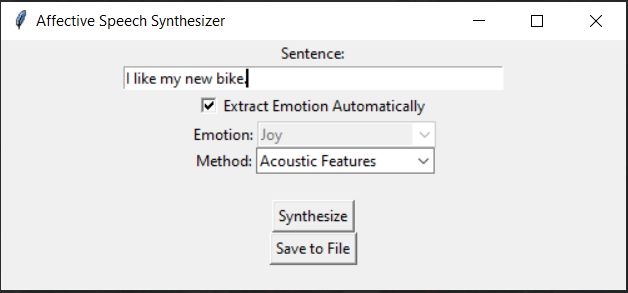 Affective Speech Synthesizer
Sentence:
I like my new bike.
Extract Emotion Automatically
Emotion: Joy
Method: Acoustic Features
Synthesize
Save to File